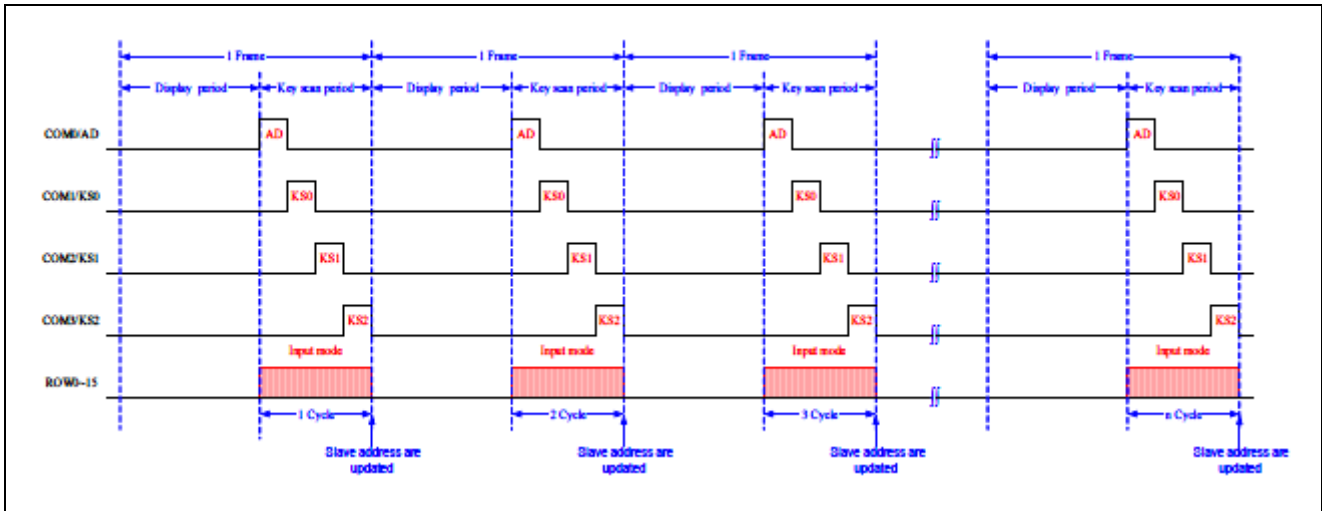 1 Frame 1 Frame 1 Frame 1 Frame
Display period Key scan period Display period Key scan period Display period Key scan period Display period Key scan period
COM0/AD AD AD AD AD
COM1/KS0 KS0 KS0 KS0 KS0
COM2/KS1 KS1 KS1 KS1 KS1
COM3/KS2 KS2 KS2 KS2 KS2
Input mode Input mode Input mode Input mode
ROW0~15
1 Cycle 2 Cycle 3 Cycle n Cycle
Slave address are Slave address are Slave address are Slave address are
updated updated updated updated